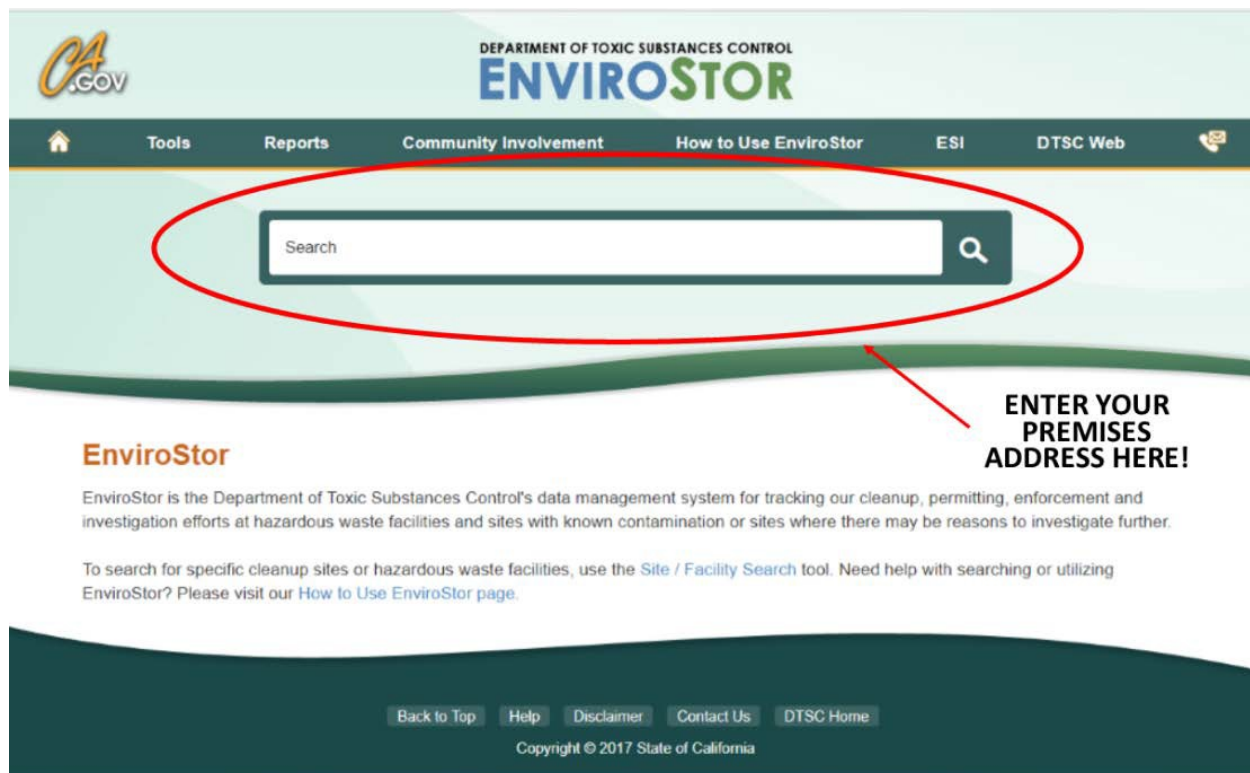 CA
.GOV
DEPARTMENT OF TOXIC SUBSTANCES CONTROL
ENVIROSTOR
Tools Reports Community Involvement How to Use EnviroStor ESI DTSC Web
Search
ENTER YOUR
PREMISES
ADDRESS HERE!
EnviroStor
EnviroStor is the Department of Toxic Substances Control's data management system for tracking our cleanup, permitting, enforcement and
investigation efforts at hazardous waste facilities and sites with known contamination or sites where there may be reasons to investigate further.
To search for specific cleanup sites or hazardous waste facilities, use the Site / Facility Search tool. Need help with searching or utilizing
EnviroStor? Please visit our How to Use EnviroStor page.
Back to Top Help Disclaimer Contact Us DTSC Home
Copyright © 2017 State of California